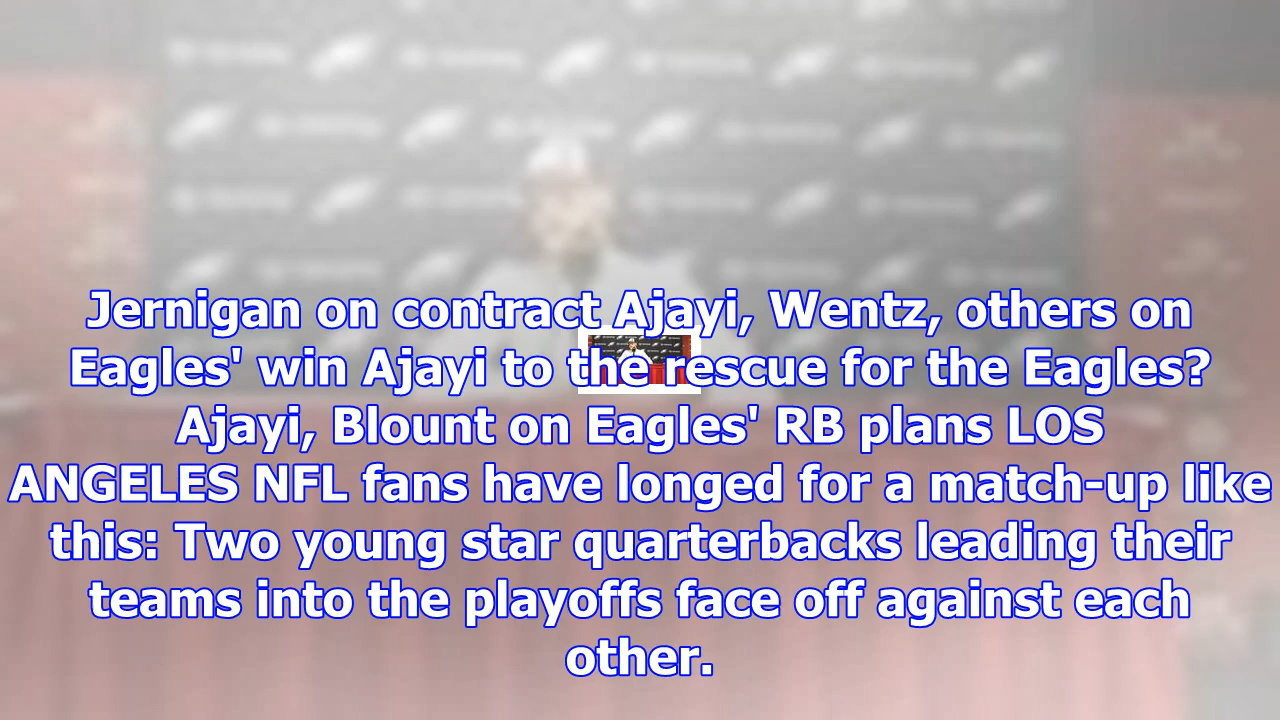 Jernigan on contract Ajayi, Wentz, others on
Eagles' win Ajayi to the rescue for the Eagles?
Ajayi, Blount on Eagles' RB plans LOS
ANGELES NFL fans have longed for a match-up like
this: Two young star quarterbacks leading their
teams into the playoffs face off against each
other.